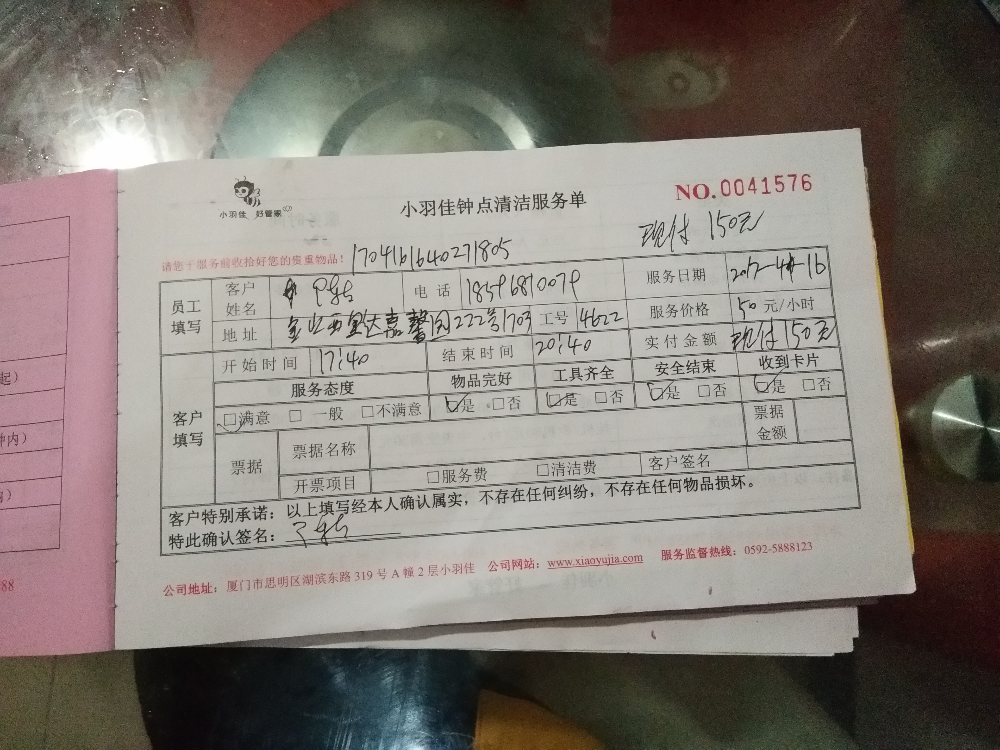 小羽佳 好管家
小羽佳钟点清洁服务单
NO.0041576
现付 150元
请您于服务前收拾好您的贵重物品!
1704161640271805
员工填写 客户姓名 电话 18596810079 服务日期 2017-4-16
地址 222号1703 工号 4622 服务价格 50 元/小时
客户填写 开始时间 17:40 结束时间 20:40 实付金额 现付150元
服务态度 物品完好 工具齐全 安全结束 收到卡片
☑满意 □ 一般 □不满意 ☑是 □否 ☑是 □否 ☑是 □否 ☑是 □否
票据 票据名称 票据金额
开票项目 □服务费 □清洁费 客户签名
客户特别承诺:以上填写经本人确认属实,不存在任何纠纷,不存在任何物品损坏。
特此确认签名:
公司地址:厦门市思明区湖滨东路 319 号 A 幢 2 层小羽佳 公司网站:www.xiaoyujia.com 服务监督热线:0592-5888123
起)
钟内)
)
88